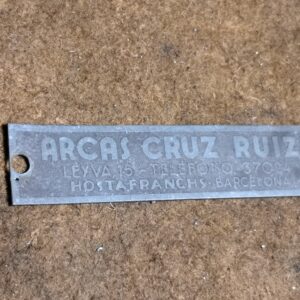 ARCAS CRUZ RUIZ
LEYVA, 15 - TELEFONO
HOSTAFRANCHS BARCELONA